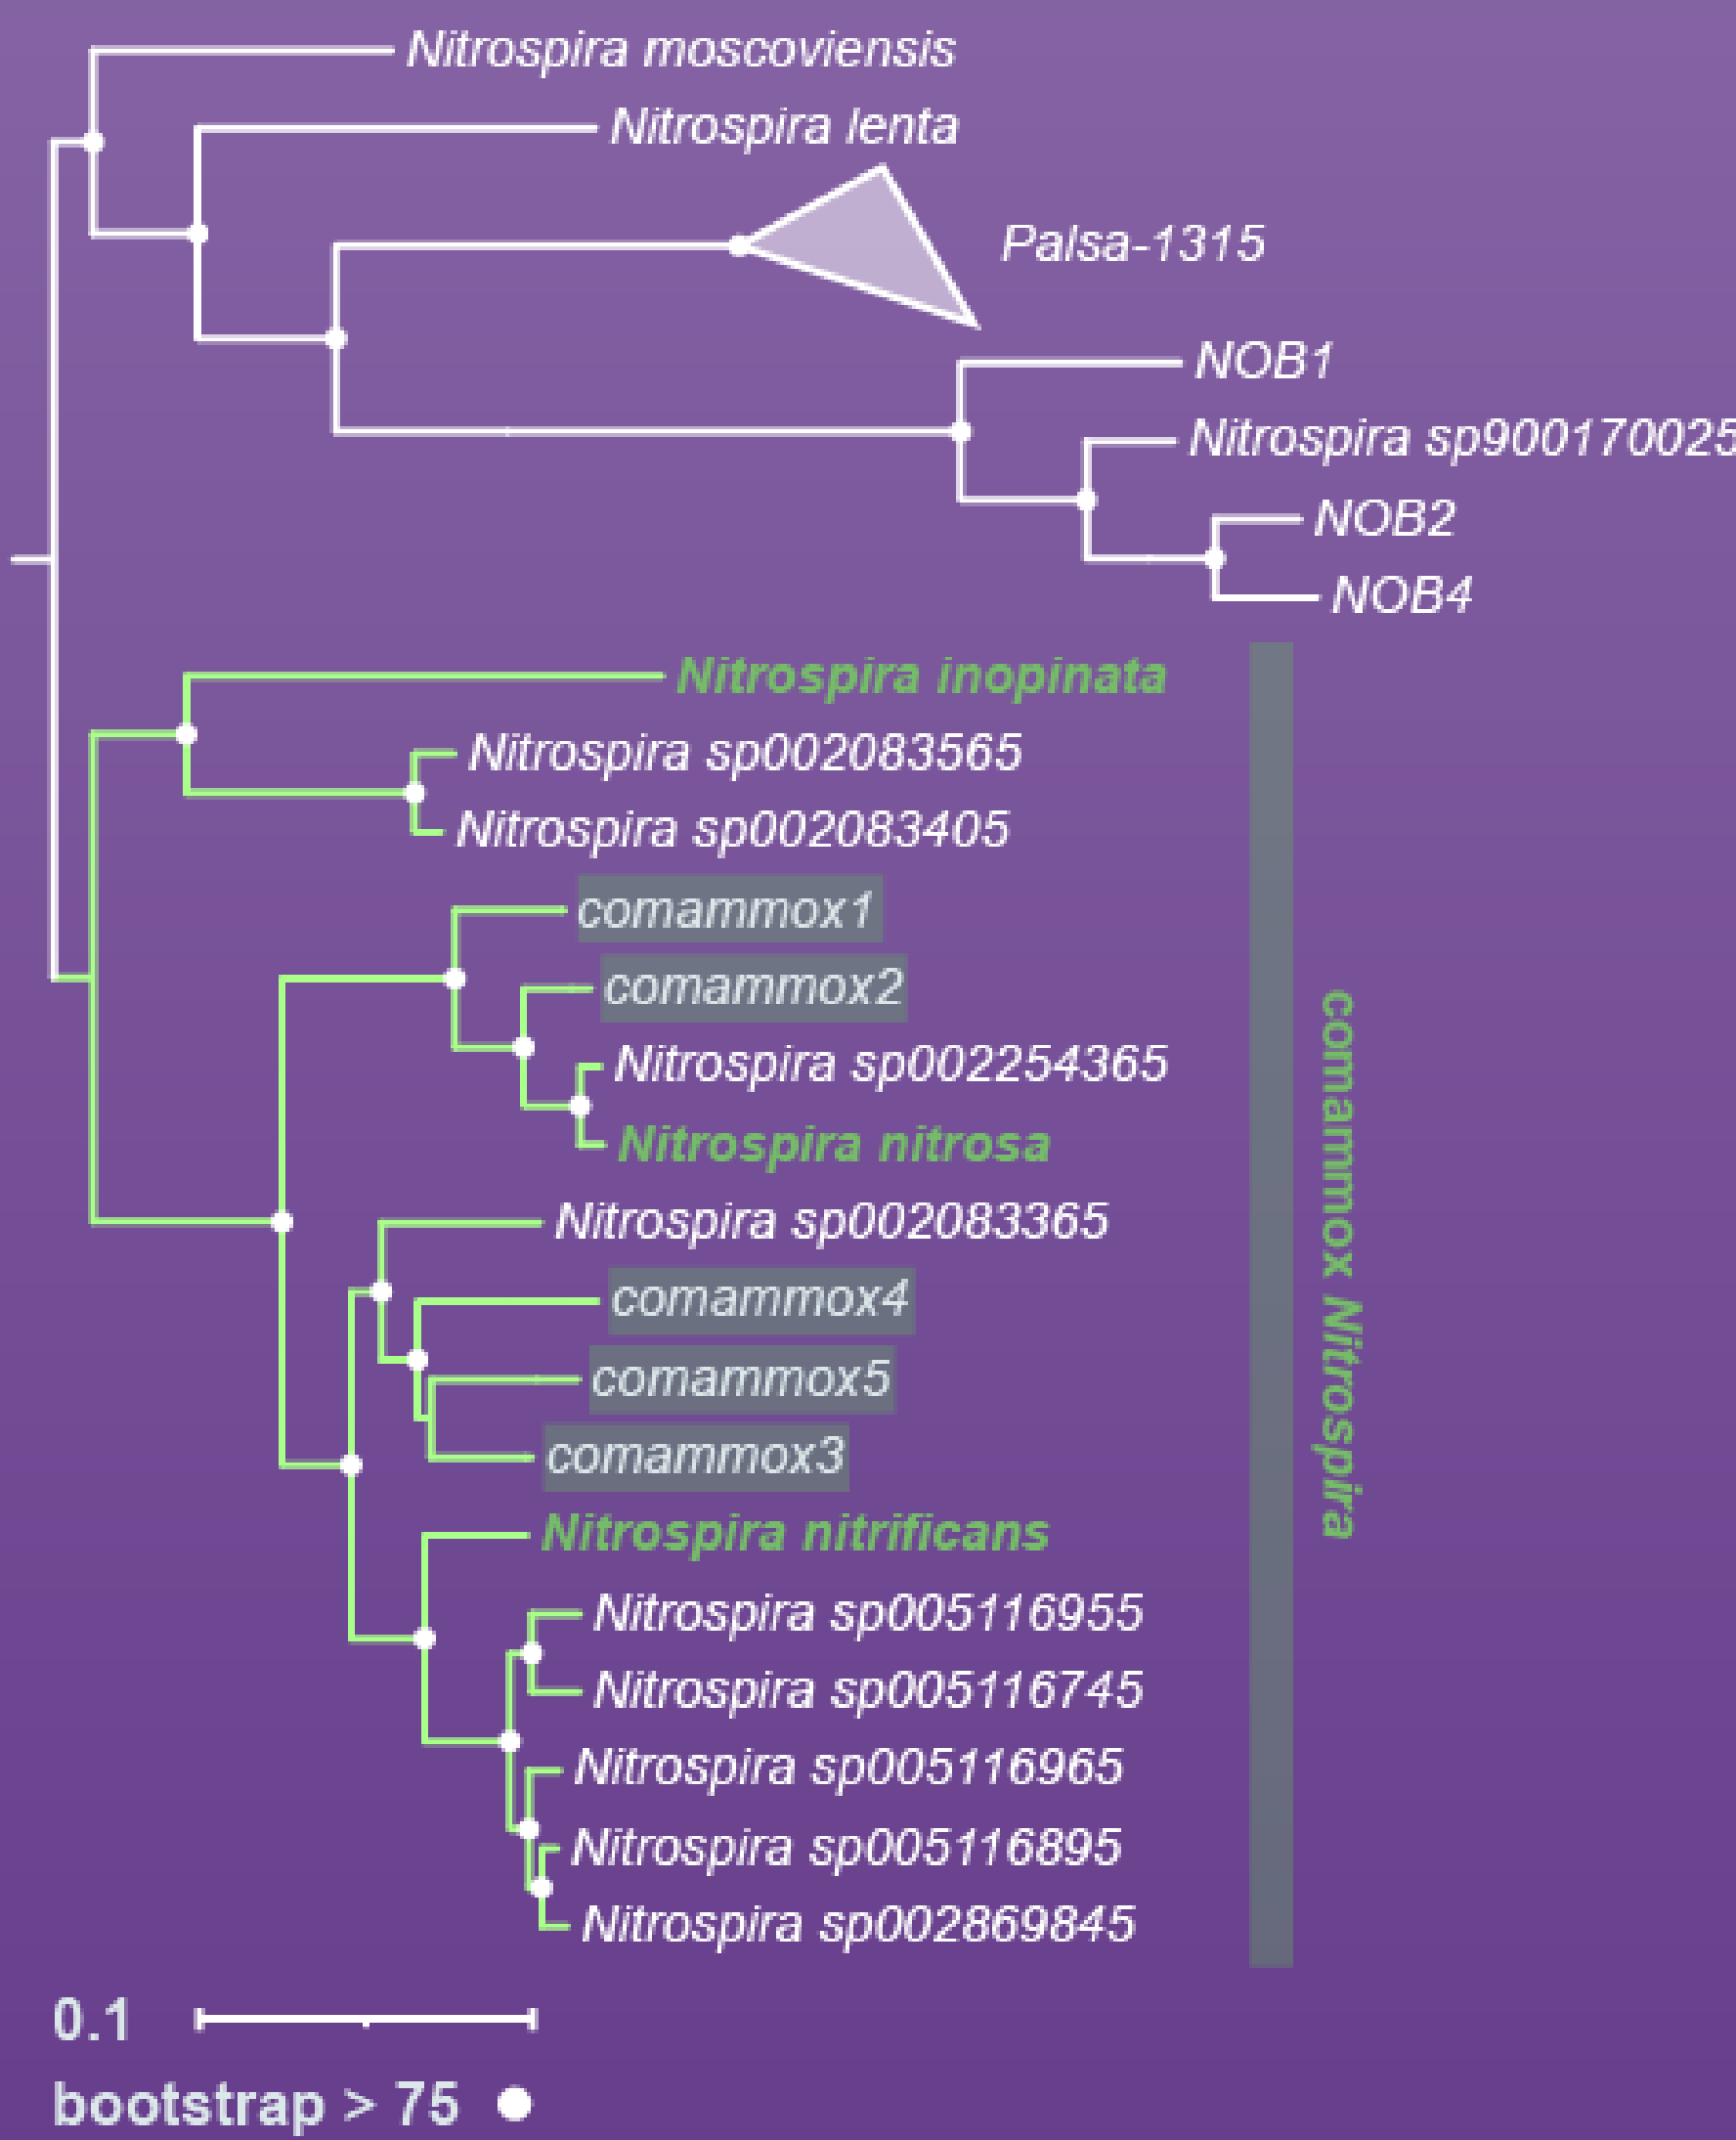 Nitrospira moscoviensis
Nitrospira lenta
Palsa-1315
NOB1
Nitrospira sp900170025
NOB2
NOB4
Nitrospira inopinata
Nitrospira sp002083565
Nitrospira sp002083405
comammox1
comammox2
Nitrospira sp002254365
Nitrospira nitrosa
Nitrospira sp002083365
comammox4
comammox5
comammox3
Nitrospira nitrificans
Nitrospira sp005116955
Nitrospira sp005116745
Nitrospira sp005116965
Nitrospira sp005116895
Nitrospira sp002869845
comammox Nitrospira
0.1
bootstrap > 75